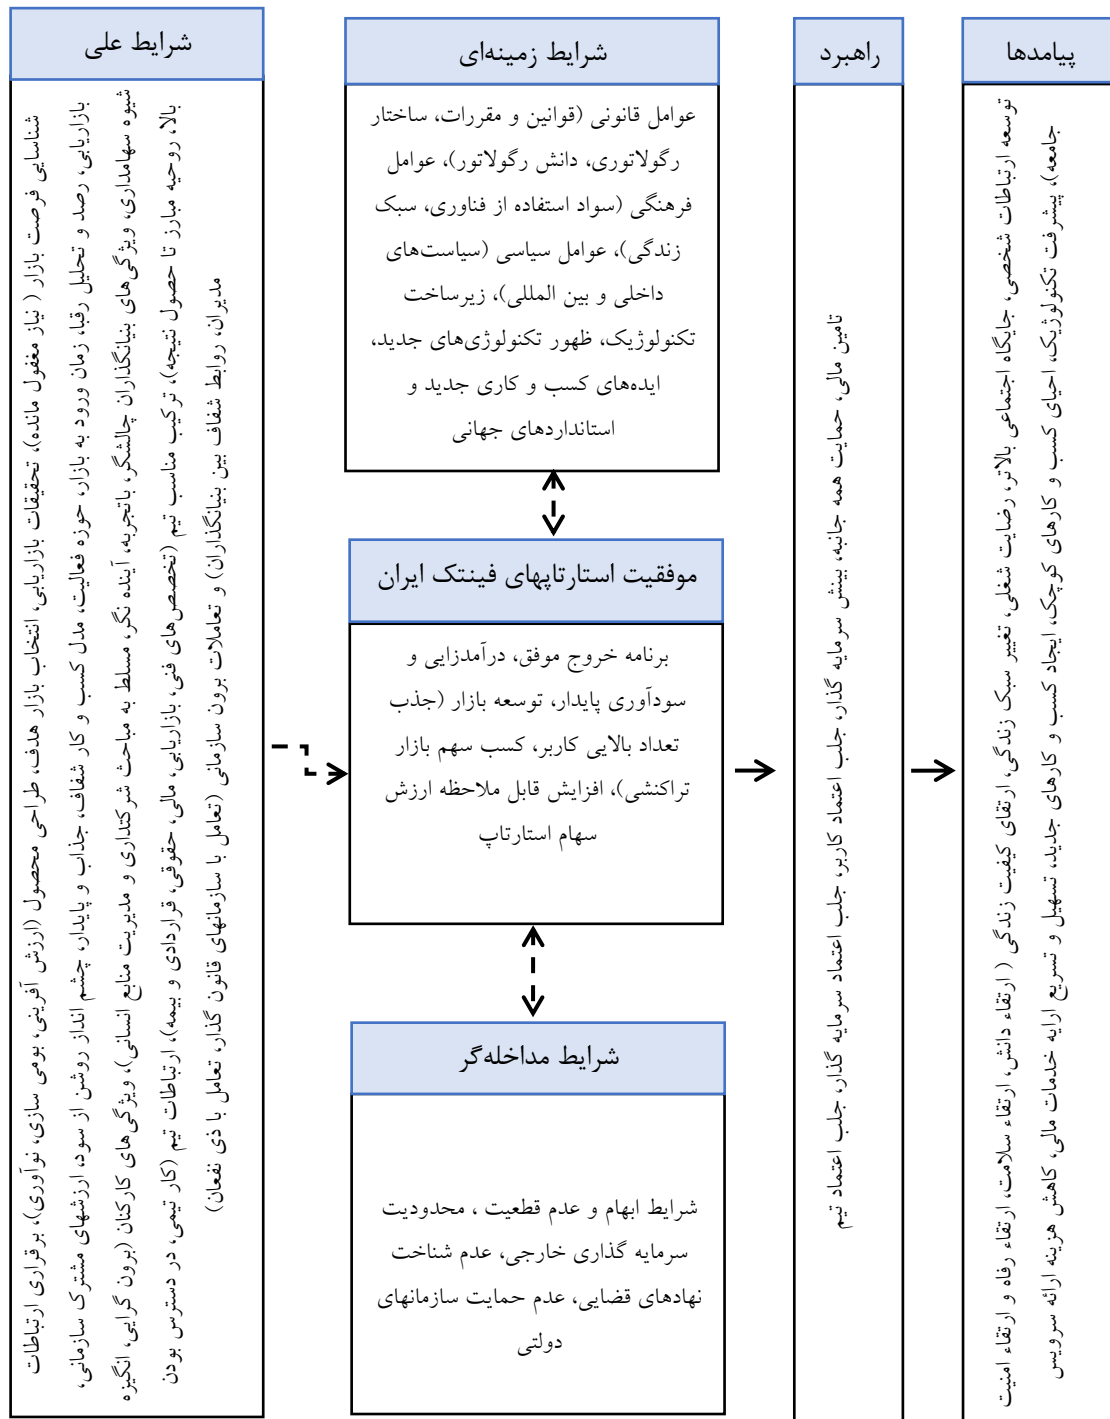 شرایط علی
شناسایی فرصت بازار ( نیاز مغفول مانده)، تحقیقات بازاریابی، انتخاب بازار هدف، طراحی محصول (ارزش آفرینی، بومی سازی، نوآوری)، برقراری ارتباطات
بازاریابی، رصد و تحلیل رقبا، زمان ورود به بازار، حوزه فعالیت، مدل کسب و کار شفاف، جذاب و پایدار، چشم انداز روشن از سود، ارزشهای مشترک سازمانی،
شیوه سهامداری، ویژگی‌های بنیانگذاران چالشگر، باتجربه، آینده نگر، مسلط به مباحث شرکتداری و مدیریت منابع انسانی)، ویژگی‌های کارکنان (برون گرایی، انگیزه
بالا، روحیه مبارز تا حصول نتیجه)، ترکیب مناسب تیم (تخصص‌های فنی، بازاریابی، مالی، حقوقی، قراردادی و بیمه)، ارتباطات تیم (کار تیمی، در دسترس بودن
مدیران، روابط شفاف بین بنیانگذاران) و تعاملات برون سازمانی (تعامل با سازمانهای قانون گذار، تعامل با ذی نفعان)
شرایط زمینه‌ای
عوامل قانونی (قوانین و مقررات، ساختار
رگولاتوری، دانش رگولاتور)، عوامل
فرهنگی (سواد استفاده از فناوری، سبک
زندگی)، عوامل سیاسی (سیاست‌های
داخلی و بین المللی)، زیرساخت
تکنولوژیک، ظهور تکنولوژی‌های جدید،
ایده‌های کسب و کاری جدید و
استانداردهای جهانی
موفقیت استارتاپهای فینتک ایران
برنامه خروج موفق، درآمدزایی و
سودآوری پایدار، توسعه بازار (جذب
تعداد بالایی کاربر، کسب سهم بازار
تراکنشی)، افزایش قابل ملاحظه ارزش
سهام استارتاپ
شرایط مداخله‌گر
شرایط ابهام و عدم قطعیت ، محدودیت
سرمایه گذاری خارجی، عدم شناخت
نهادهای قضایی، عدم حمایت سازمانهای
دولتی
راهبرد
تامین مالی، حمایت همه جانبه، بینش سرمایه گذار، جلب اعتماد کاربر، جلب اعتماد سرمایه گذار، جلب اعتماد تیم
پیامدها
توسعه ارتباطات شخصی، جایگاه اجتماعی بالاتر، رضایت شغلی، تغییر سبک زندگی، ارتقای کیفیت زندگی ( ارتقاء دانش، ارتقاء سلامت، ارتقاء رفاه و ارتقاء امنیت
جامعه)، پیشرفت تکنولوژیک، احیای کسب و کارهای کوچک، ایجاد کسب و کارهای جدید، تسهیل و تسریع ارایه خدمات مالی، کاهش هزینه ارائه سرویس